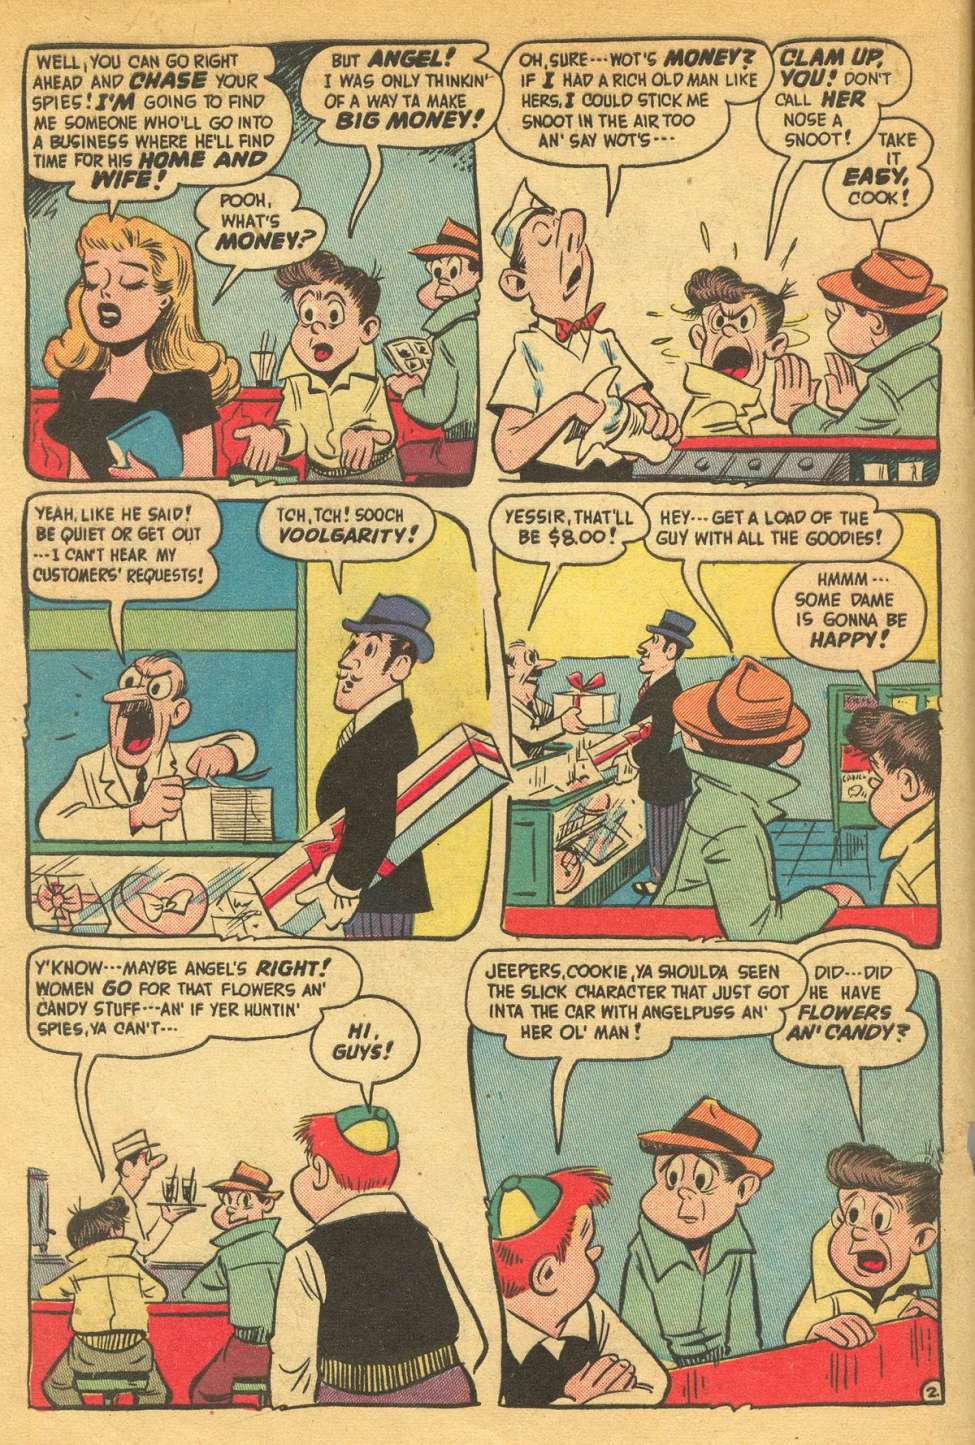 WELL, YOU CAN GO RIGHT
AHEAD AND CHASE YOUR
SPIES! I'M GOING TO FIND
ME SOMEONE WHO'LL GO INTO
A BUSINESS WHERE HE'LL FIND
TIME FOR HIS HOME AND
WIFE!
POOH,
WHAT'S
MONEY?
BUT ANGEL!
I WAS ONLY THINKIN'
OF A WAY TA MAKE
BIG MONEY!
OH, SURE---WOT'S MONEY?
IF I HAD A RICH OLD MAN LIKE
HERS, I COULD STICK ME
SNOOT IN THE AIR TOO
AN' SAY WOT'S---
CLAM UP,
YOU! DON'T
CALL HER
NOSE A
SNOOT!
TAKE
IT
EASY,
COOK!
YEAH, LIKE HE SAID!
BE QUIET OR GET OUT
---I CAN'T HEAR MY
CUSTOMERS' REQUESTS!
TCH, TCH! SOOCH
VOOLGARITY!
YESSIR, THAT'LL
BE $8.00!
HEY---GET A LOAD OF THE
GUY WITH ALL THE GOODIES!
HMMM---
SOME DAME
IS GONNA BE
HAPPY!
Y'KNOW---MAYBE ANGEL'S RIGHT!
WOMEN GO FOR THAT FLOWERS AN'
CANDY STUFF---AN' IF YER HUNTIN'
SPIES, YA CAN'T---
HI,
GUYS!
JEEPERS, COOKIE, YA SHOULDA SEEN
THE SLICK CHARACTER THAT JUST GOT
INTA THE CAR WITH ANGELPUSS AN'
HER OL' MAN!
DID---DID
HE HAVE
FLOWERS
AN' CANDY?
2